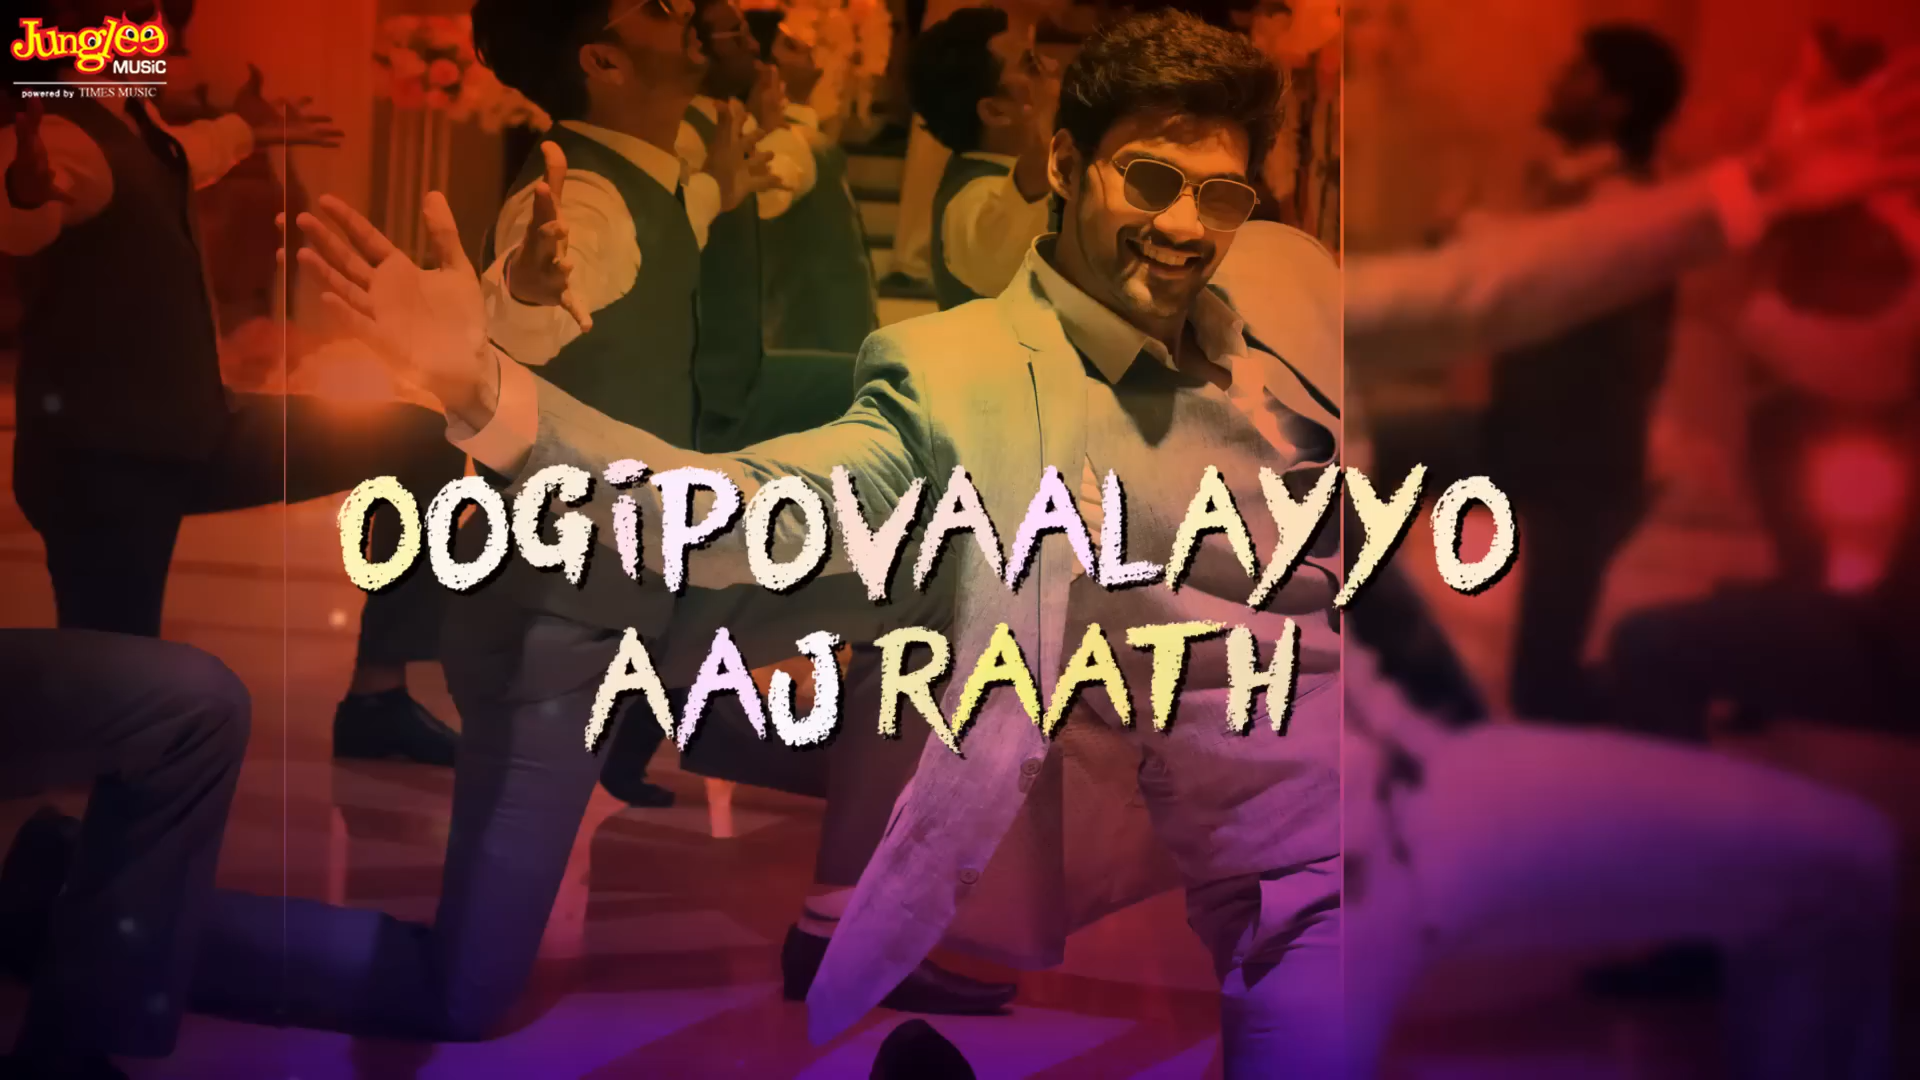 Junglee
MUSiC
powered by TIMES MUSIC
OOGiPOVAALAYYO
AAJ RAATH